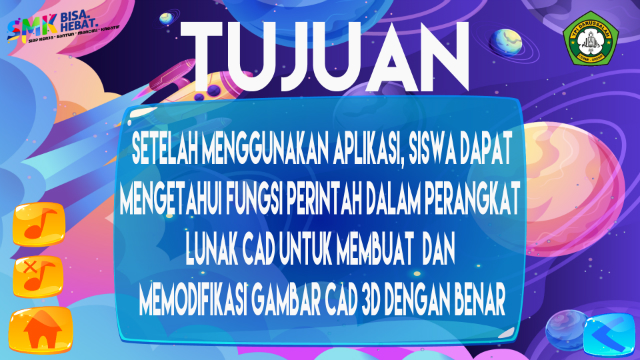 SMK BISA.
HEBAT.
TUJUAN
SETELAH MENGGUNAKAN APLIKASI, SISWA DAPAT
MENGETAHUI FUNGSI PERINTAH DALAM PERANGKAT
LUNAK CAD UNTUK MEMBUAT DAN
MEMODIFIKASI GAMBAR CAD 3D DENGAN BENAR